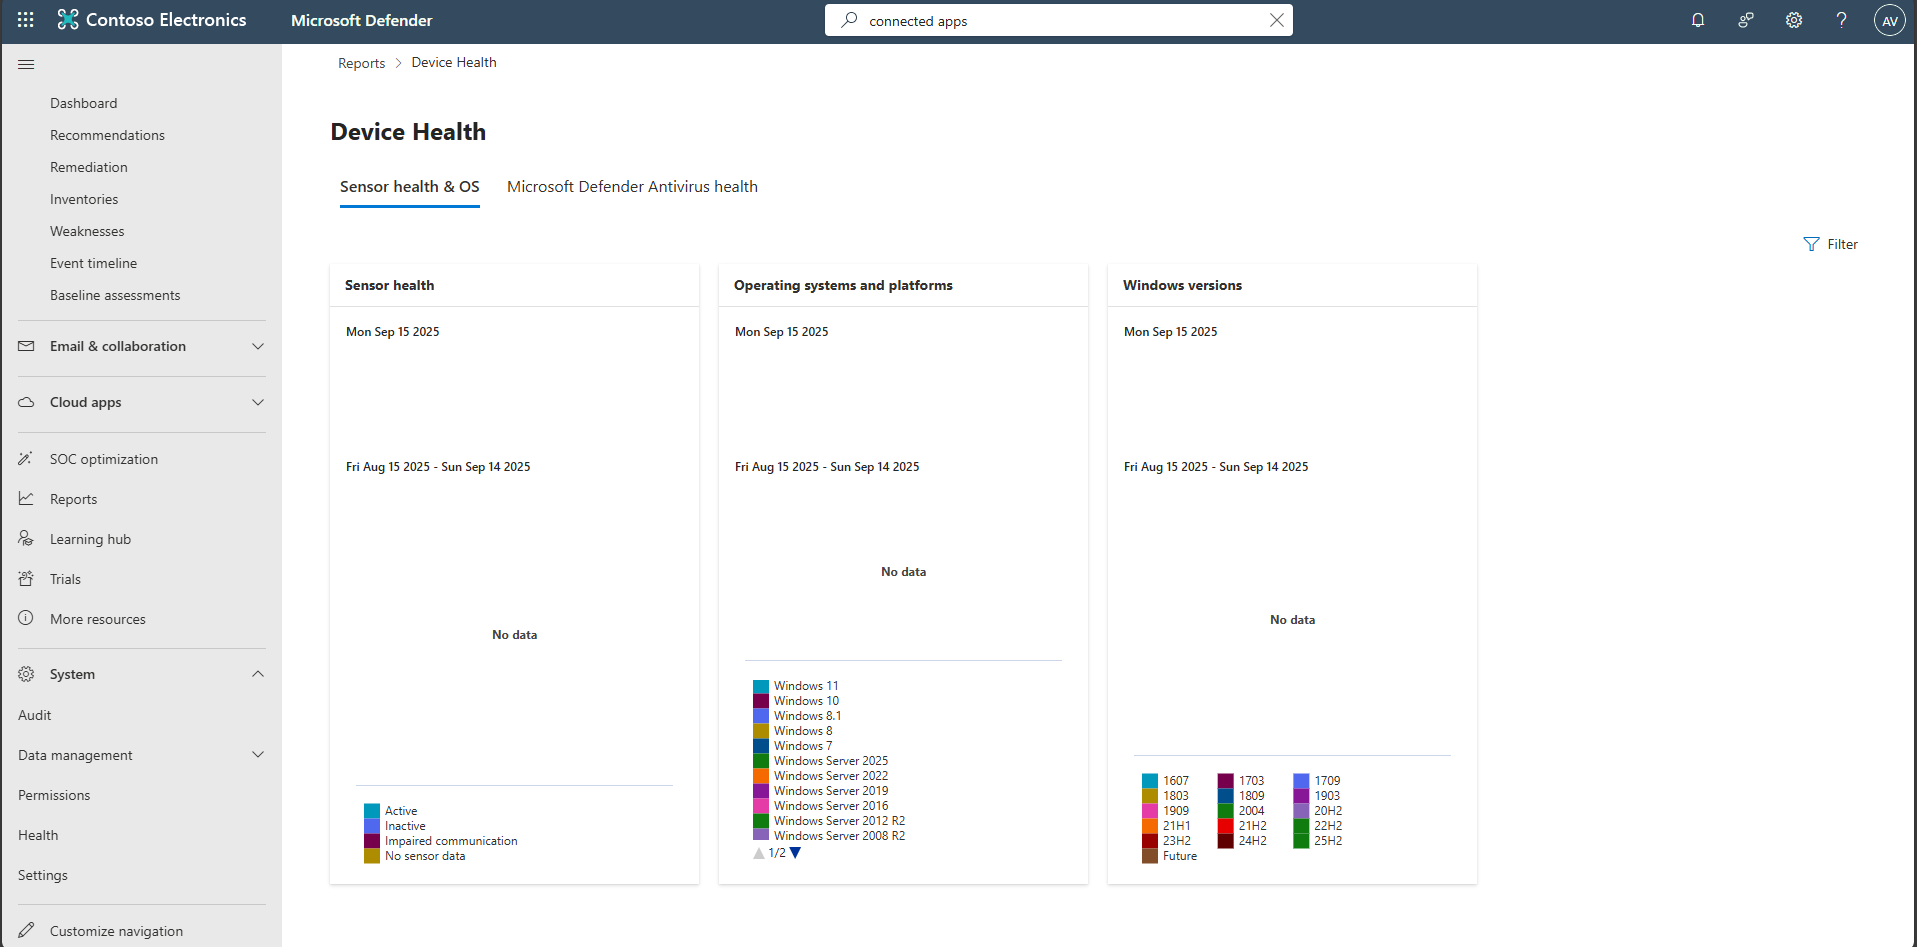 Contoso Electronics
Microsoft Defender
connected apps
AV
Dashboard
Recommendations
Remediation
Inventories
Weaknesses
Event timeline
Baseline assessments
Email & collaboration
Cloud apps
SOC optimization
Reports
Learning hub
Trials
More resources
System
Audit
Data management
Permissions
Health
Settings
Customize navigation
Reports > Device Health
Device Health
Sensor health & OS
Microsoft Defender Antivirus health
Filter
Sensor health
Mon Sep 15 2025
Fri Aug 15 2025 - Sun Sep 14 2025
No data
Active
Inactive
Impaired communication
No sensor data
Operating systems and platforms
Mon Sep 15 2025
Fri Aug 15 2025 - Sun Sep 14 2025
No data
Windows 11
Windows 10
Windows 8.1
Windows 8
Windows 7
Windows Server 2025
Windows Server 2022
Windows Server 2019
Windows Server 2016
Windows Server 2012 R2
Windows Server 2008 R2
1/2
Windows versions
Mon Sep 15 2025
Fri Aug 15 2025 - Sun Sep 14 2025
No data
1607 1703 1709
1803 1809 1903
1909 2004 20H2
21H1 21H2 22H2
23H2 24H2 25H2
Future